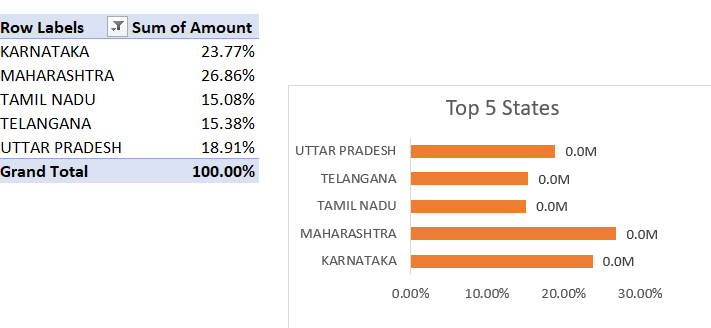 Row Labels Sum of Amount
KARNATAKA 23.77%
MAHARASHTRA 26.86%
TAMIL NADU 15.08%
TELANGANA 15.38%
UTTAR PRADESH 18.91%
Grand Total 100.00%
Top 5 States
UTTAR PRADESH 0.0M
TELANGANA 0.0M
TAMIL NADU 0.0M
MAHARASHTRA 0.0M
KARNATAKA 0.0M
0.00% 10.00% 20.00% 30.00%